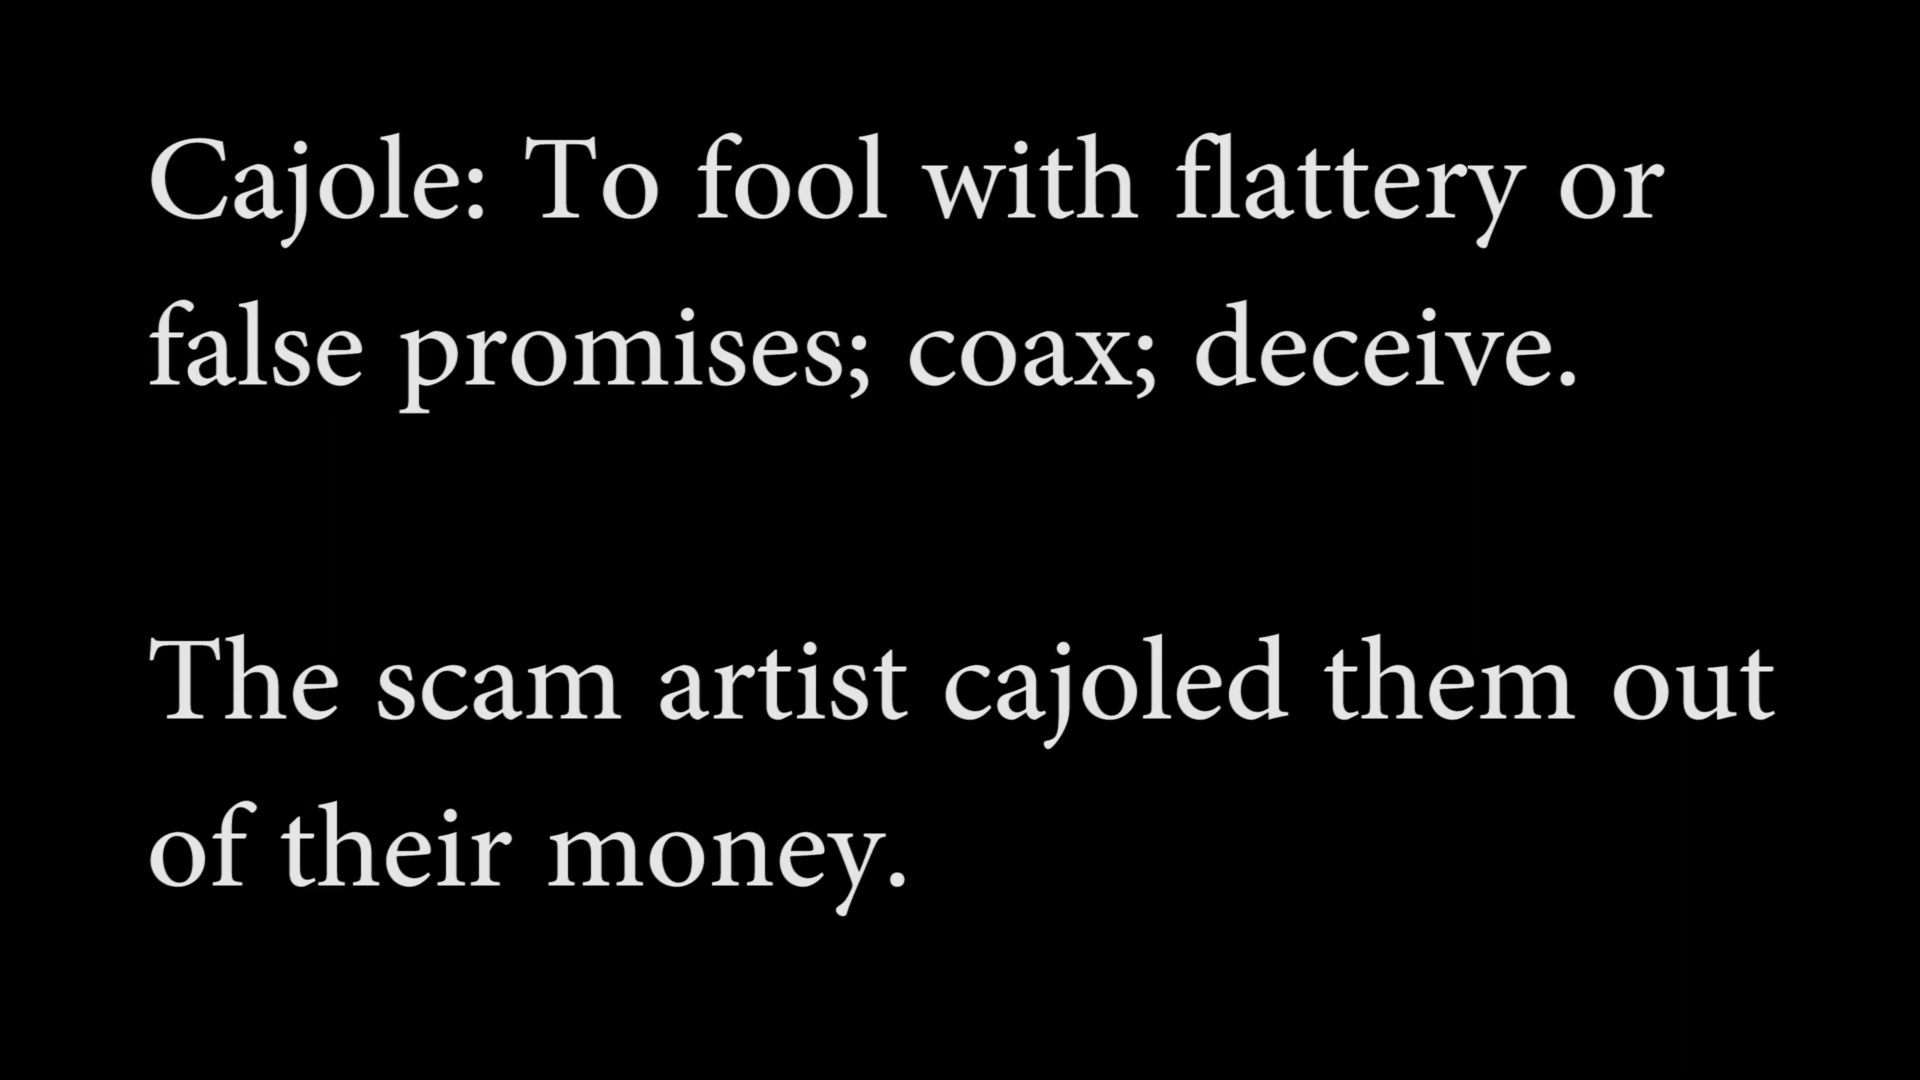 Cajole: To fool with flattery or
false promises; coax; deceive.
The scam artist cajoled them out
of their money.